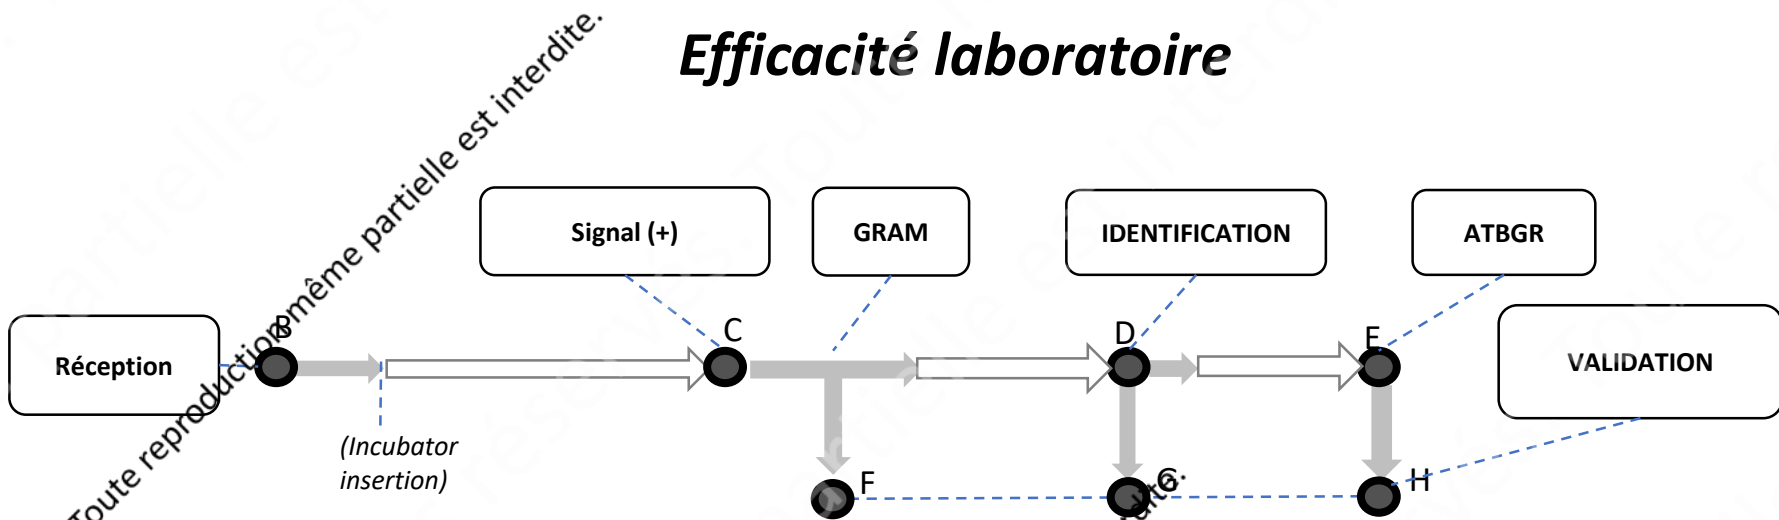 Efficacité laboratoire
Toute reproduction même partielle est interdite.
Signal (+)
GRAM
IDENTIFICATION
ATBGR
Réception
B
C
D
E
VALIDATION
(Incubator
insertion)
F
G
H